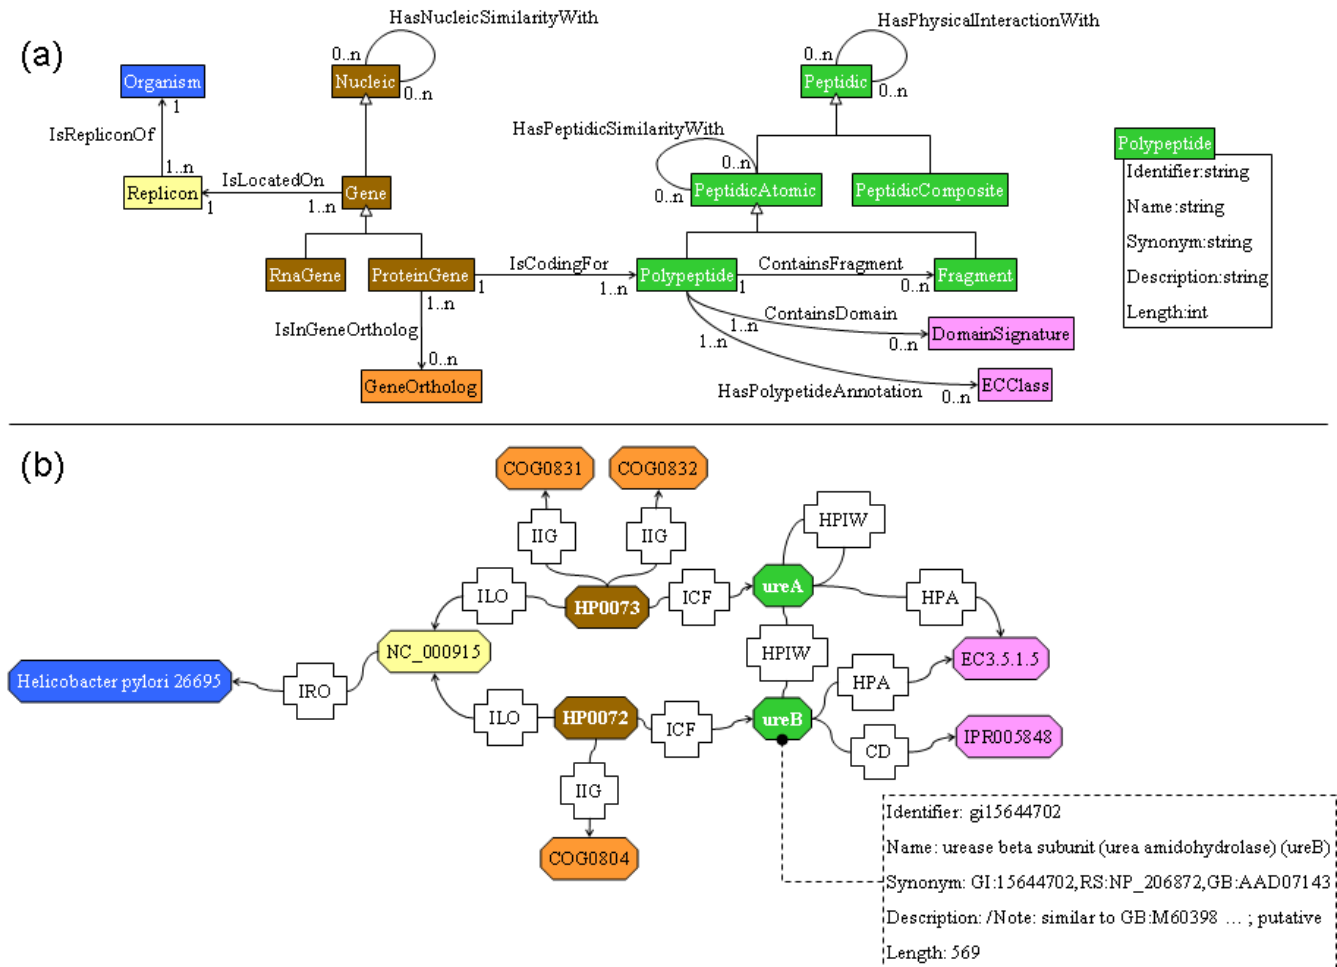 (a)
HasNucleicSimilarityWith
0..n
Nucleic
0..n
Organism
1
IsRepliconOf
1..n
Replicon
1
IsLocatedOn
1..n
Gene
RnaGene
ProteinGene
1
IsCodingFor
1..n
1..n
IsInGeneOrtholog
0..n
GeneOrtholog
HasPhysicalInteractionWith
0..n
Peptidic
0..n
HasPeptidicSimilarityWith
0..n
0..n
PeptidicAtomic
PeptidicComposite
Polypeptide
1
ContainsFragment
0..n
Fragment
1..n
ContainsDomain
0..n
DomainSignature
1..n
HasPolypetideAnnotation
0..n
ECClass
Polypeptide
Identifier:string
Name:string
Synonym:string
Description:string
Length:int
(b)
COG0831
COG0832
IIG
IIG
HPIW
ILO
HP0073
ICF
ureA
HPA
NC_000915
HPIW
EC3.5.1.5
Helicobacter pylori 26695
IRO
HPA
ILO
HP0072
ICF
ureB
CD
IPR005848
IIG
COG0804
Identifier: gi15644702
Name: urease beta subunit (urea amidohydrolase) (ureB)
Synonym: GI:15644702,RS:NP_206872,GB:AAD07143
Description: /Note: similar to GB:M60398 ... ; putative
Length: 569